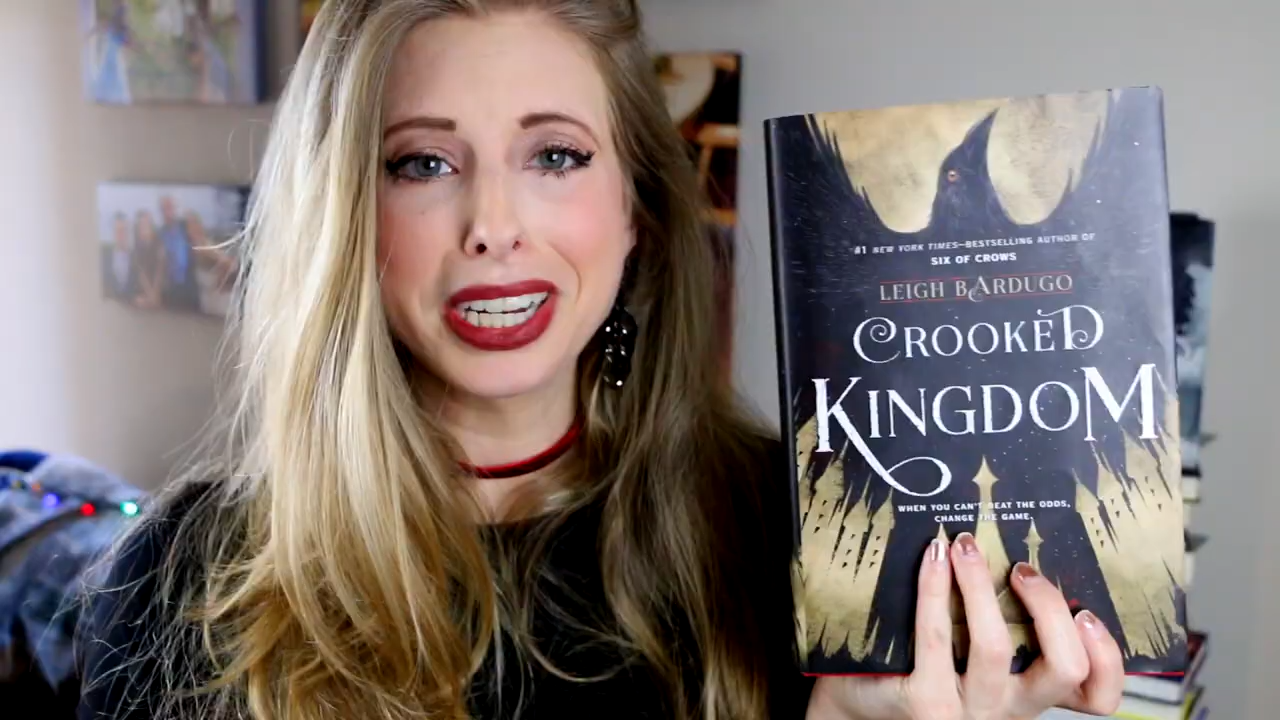 #1 NEW YORK TIMES–BESTSELLING AUTHOR OF
SIX OF CROWS
LEIGH BARDUGO
CROOKED
KINGDOM
WHEN YOU CAN'T BEAT THE ODDS,
CHANGE THE GAME.